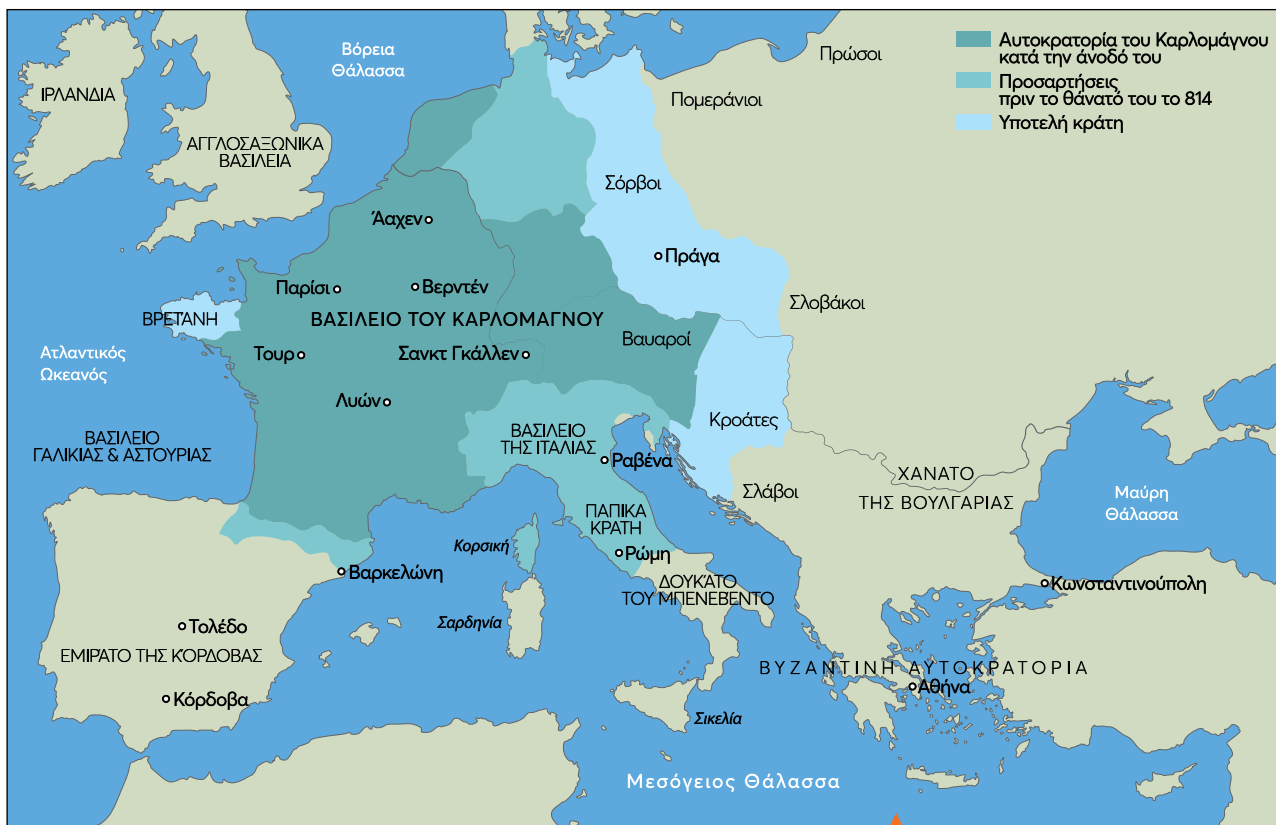 Αυτοκρατορία του Καρλομάγνου
κατά την άνοδό του
Προσαρτήσεις
πριν το θάνατό του το 814
Υποτελή κράτη
Βόρεια
Θάλασσα
Πρώσοι
ΙΡΛΑΝΔΙΑ
Πομεράνιοι
ΑΓΓΛΟΣΑΞΩΝΙΚΑ
ΒΑΣΙΛΕΙΑ
Σόρβοι
Άαχεν
Πράγα
Παρίσι
Βερντέν
Σλοβάκοι
ΒΡΕΤΑΝΗ
ΒΑΣΙΛΕΙΟ ΤΟΥ ΚΑΡΛΟΜΑΓΝΟΥ
Βαυαροί
Ατλαντικός
Ωκεανός
Τουρ
Σανκτ Γκάλλεν
Λυών
Κροάτες
ΒΑΣΙΛΕΙΟ
ΓΑΛΙΚΙΑΣ & ΑΣΤΟΥΡΙΑΣ
ΒΑΣΙΛΕΙΟ
ΤΗΣ ΙΤΑΛΙΑΣ
Ραβένα
ΧΑΝΑΤΟ
ΤΗΣ ΒΟΥΛΓΑΡΙΑΣ
Σλάβοι
Μαύρη
Θάλασσα
ΠΑΠΙΚΑ
ΚΡΑΤΗ
Κορσική
Ρώμη
Βαρκελώνη
ΔΟΥΚΑΤΟ
ΤΟΥ ΜΠΕΝΕΒΕΝΤΟ
Κωνσταντινούπολη
Τολέδο
Σαρδηνία
ΕΜΙΡΑΤΟ ΤΗΣ ΚΟΡΔΟΒΑΣ
ΒΥΖΑΝΤΙΝΗ ΑΥΤΟΚΡΑΤΟΡΙΑ
Αθήνα
Κόρδοβα
Σικελία
Μεσόγειος Θάλασσα